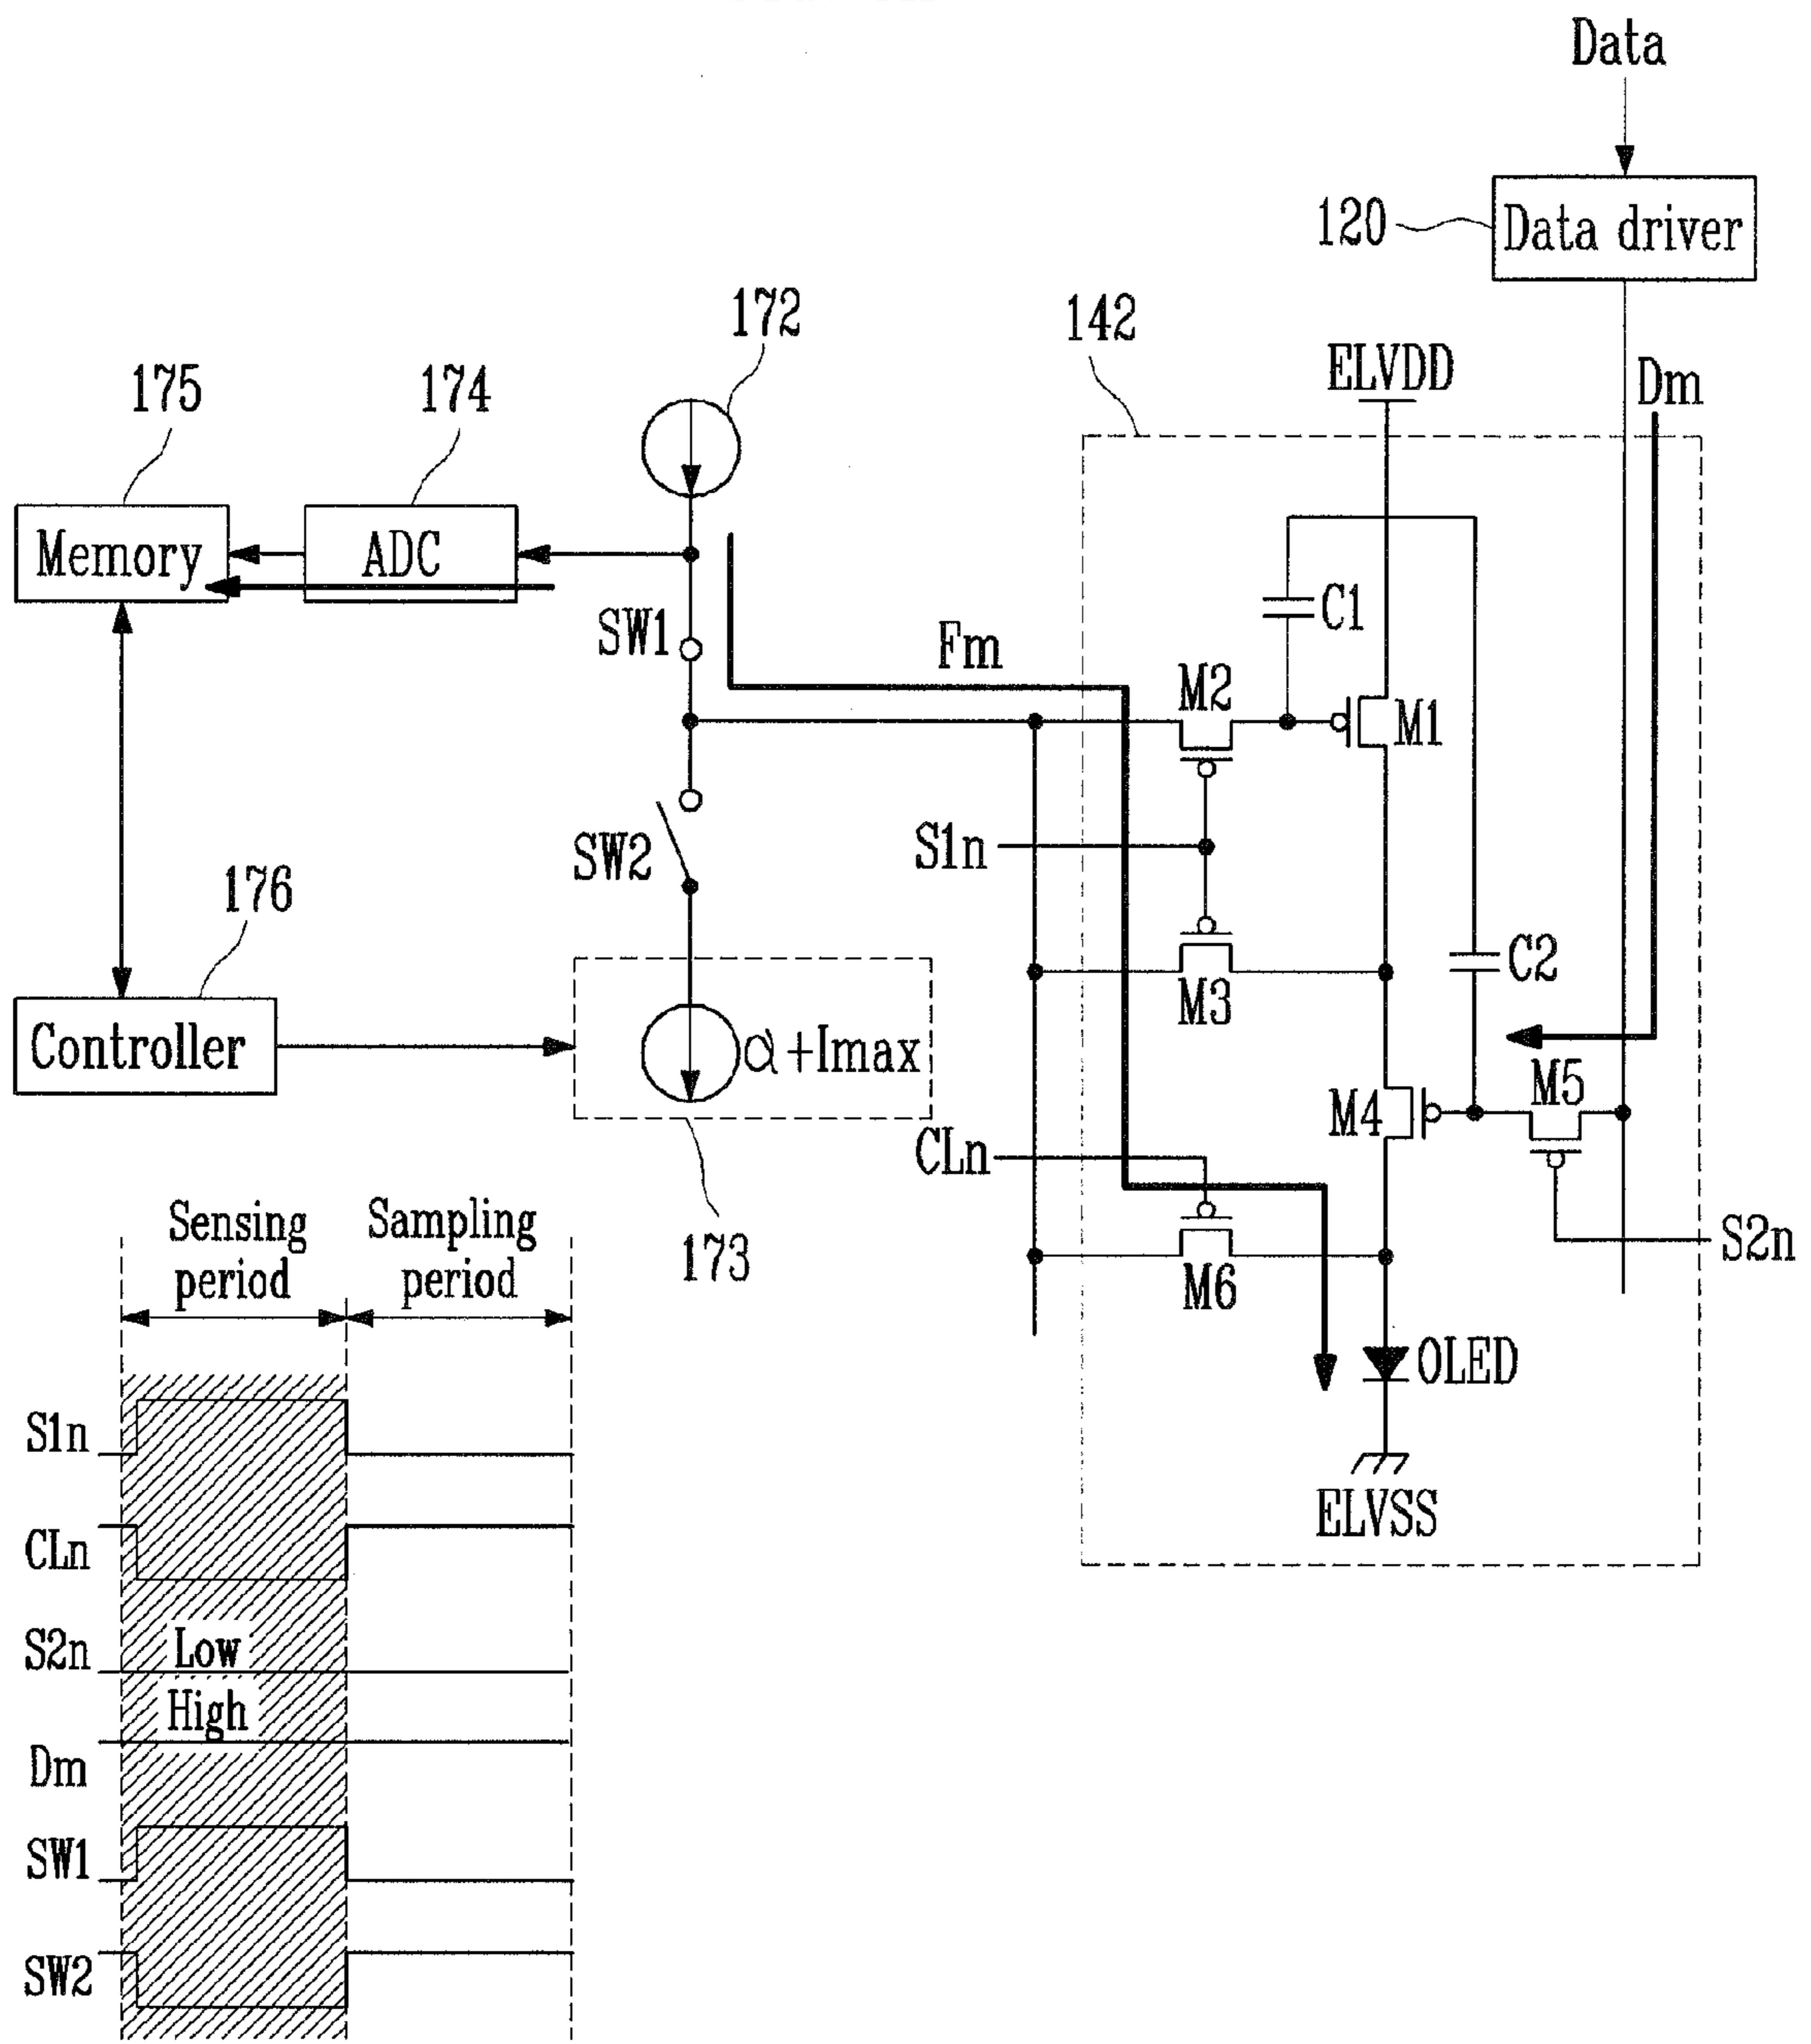 Data
120
Data driver
172
142
ELVDD
Dm
175
174
Memory
ADC
SW1
Fm
C1
M2
M1
S1n
SW2
176
C2
M3
Controller
α+Imax
M5
M4
CLn
173
S2n
M6
OLED
ELVSS
Sensing period
Sampling period
S1n
CLn
S2n
Low
High
Dm
SW1
SW2